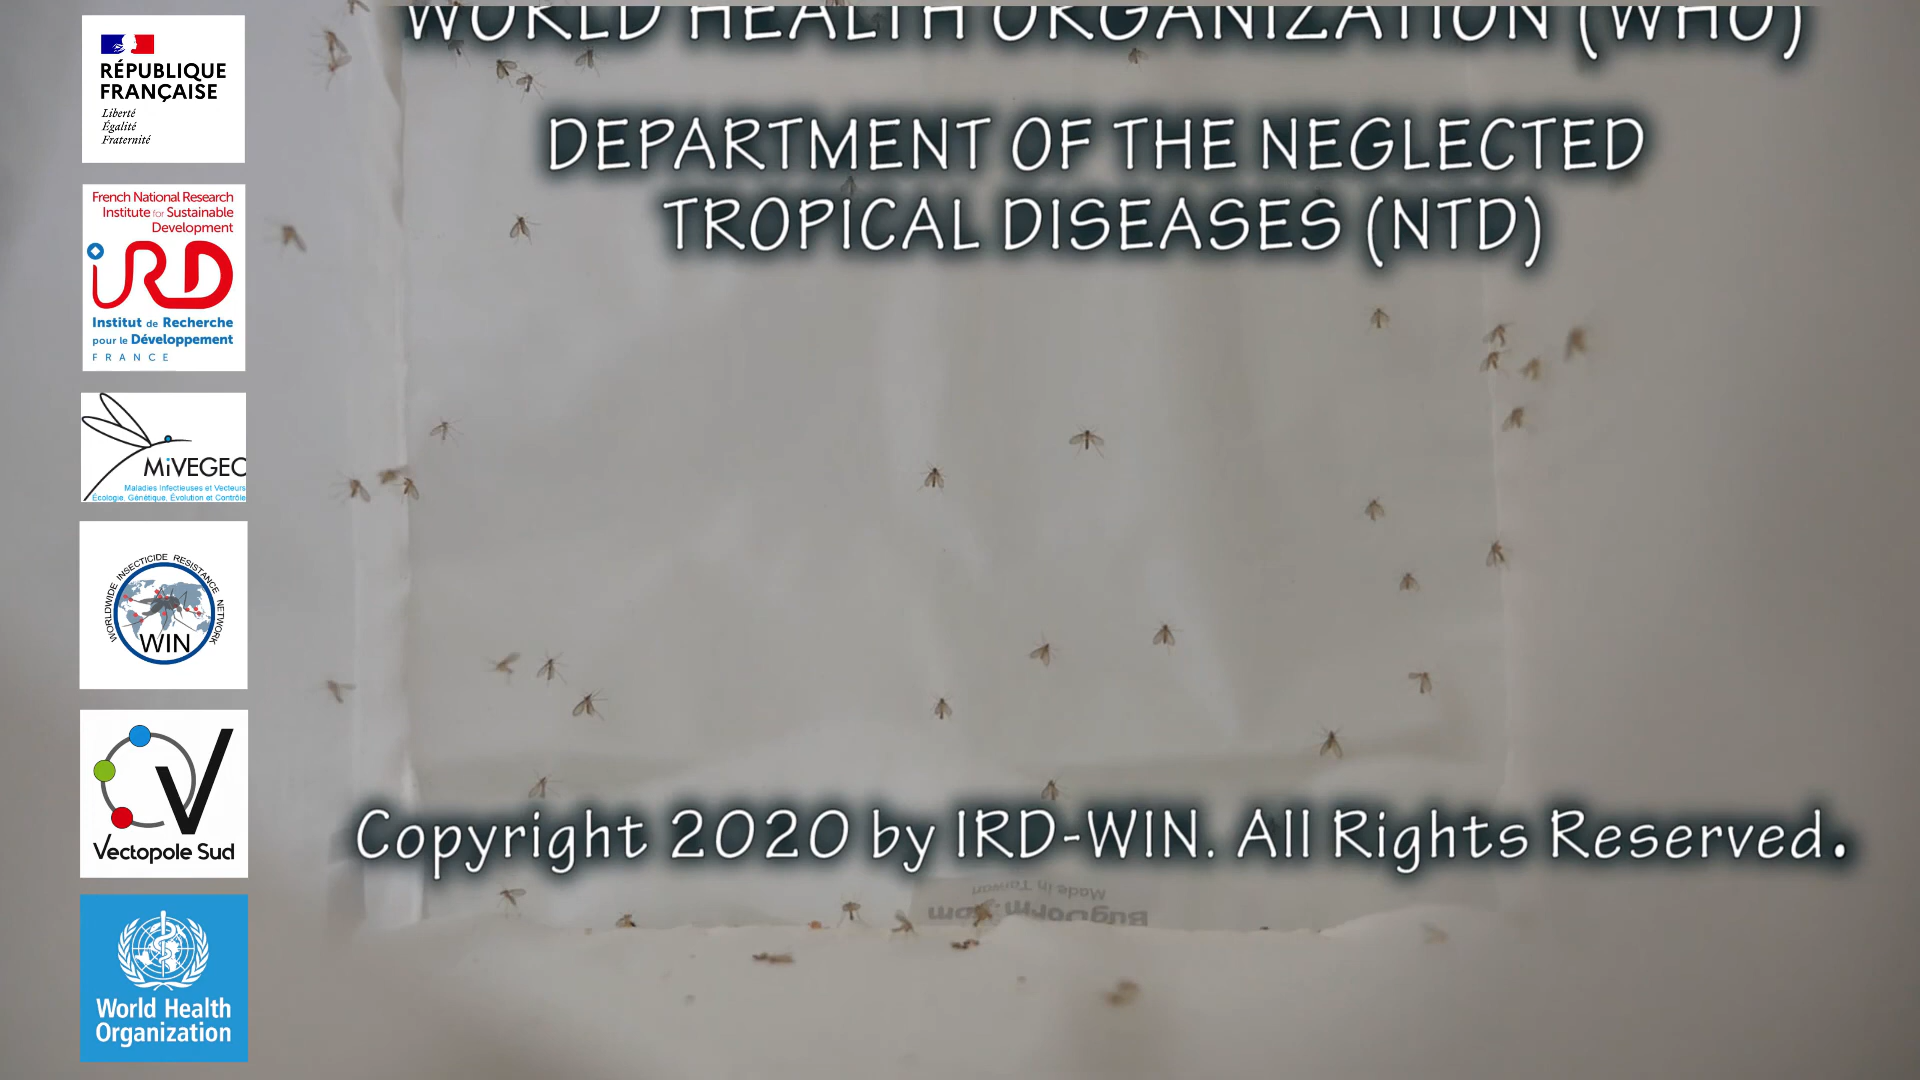 RÉPUBLIQUE
FRANÇAISE
Liberté
Égalité
Fraternité
French National Research
Institute for Sustainable
Development
iRD
Institut de Recherche
pour le Développement
FRANCE
MiVEGEC
Maladies Infectieuses et Vecteurs
Écologie, Génétique, Évolution et Contrôle
WORLDWIDE INSECTICIDE RESISTANCE NETWORK
WIN
V
Vectopole Sud
World Health
Organization
WORLD HEALTH ORGANIZATION (WHO)
DEPARTMENT OF THE NEGLECTED
TROPICAL DISEASES (NTD)
Copyright 2020 by IRD-WIN. All Rights Reserved.
Made in Taiwan